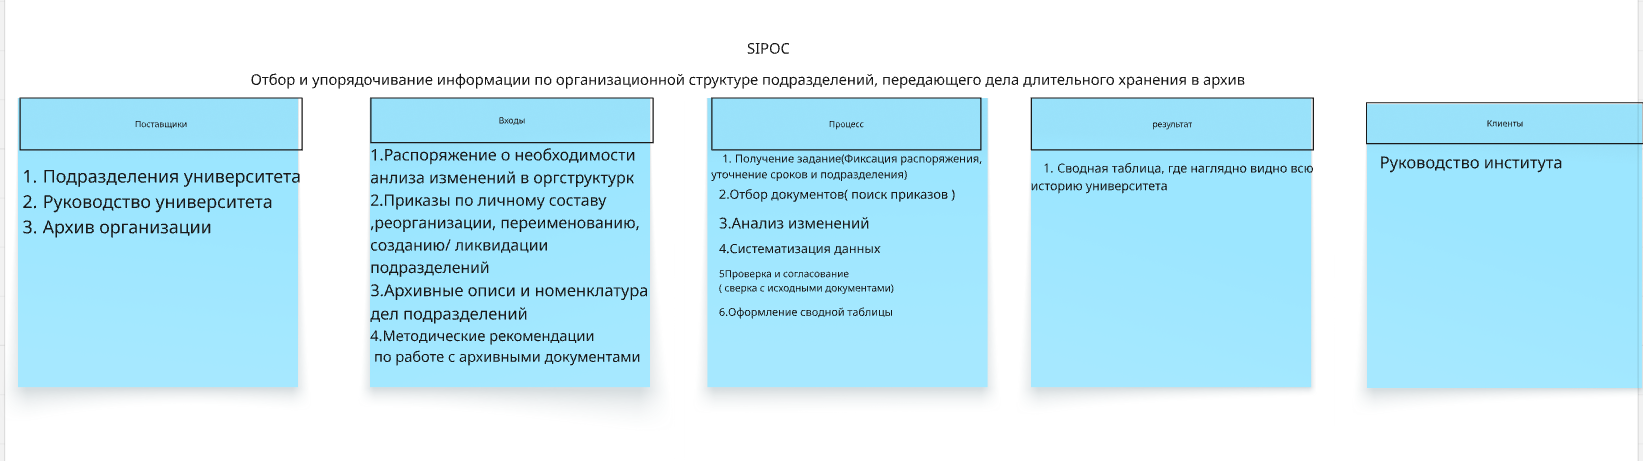 SIPOC
Отбор и упорядочивание информации по организационной структуре подразделений, передающего дела длительного хранения в архив
Поставщики
1. Подразделения университета
2. Руководство университета
3. Архив организации
Входы
1.Распоряжение о необходимости
анлиза изменений в оргструктурк
2.Приказы по личному составу
,реорганизации, переименованию,
созданию/ ликвидации
подразделений
3.Архивные описи и номенклатура
дел подразделений
4.Методические рекомендации
по работе с архивными документами
Процесс
1. Получение задание(Фиксация распоряжения,
уточнение сроков и подразделения)
2.Отбор документов( поиск приказов )
3.Анализ изменений
4.Систематизация данных
5Проверка и согласование
( сверка с исходными документами)
6.Оформление сводной таблицы
результат
1. Сводная таблица, где наглядно видно всю
историю университета
Клиенты
Руководство института